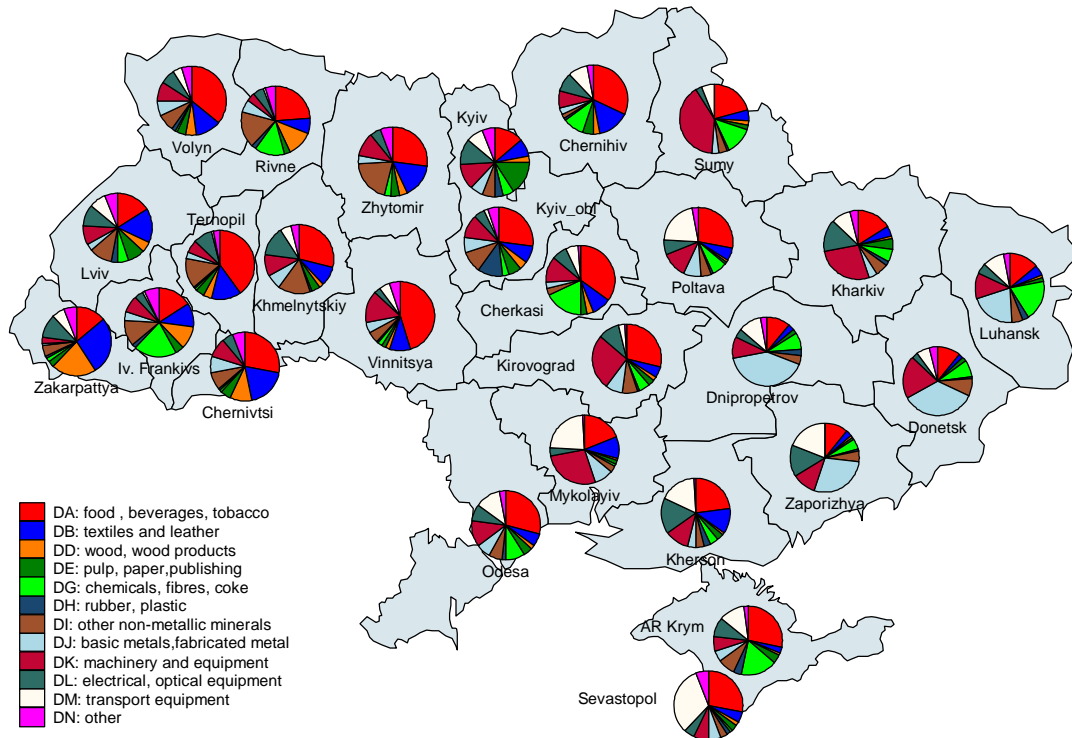 Kyiv
Volyn
Rivne
Chernihiv
Sumy
Zhytomir
Kyiv_obl
Ternopil
Lviv
Khmelnytskiy
Cherkasi
Poltava
Kharkiv
Luhansk
Zakarpattya
Iv. Frankivs
Vinnitsya
Kirovograd
Chernivtsi
Dnipropetrov
Donetsk
Mykolayiv
Zaporizhya
Odesa
Kherson
AR Krym
Sevastopol
DA: food , beverages, tobacco
DB: textiles and leather
DD: wood, wood products
DE: pulp, paper,publishing
DG: chemicals, fibres, coke
DH: rubber, plastic
DI: other non-metallic minerals
DJ: basic metals,fabricated metal
DK: machinery and equipment
DL: electrical, optical equipment
DM: transport equipment
DN: other